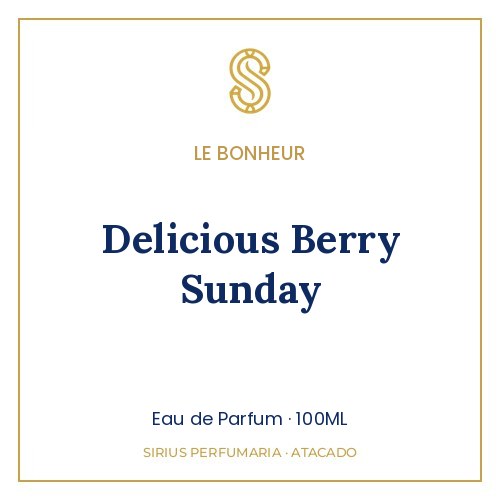 LE BONHEUR
Delicious Berry
Sunday
Eau de Parfum · 100ML
SIRIUS PERFUMARIA · ATACADO